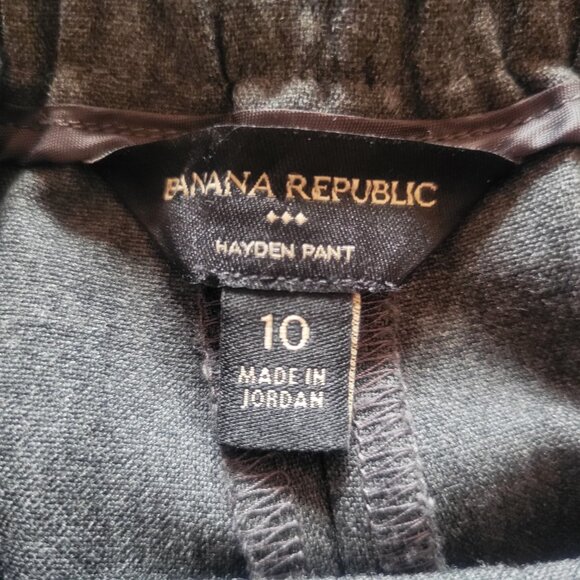 BANANA REPUBLIC
HAYDEN PANT
10
MADE IN
JORDAN